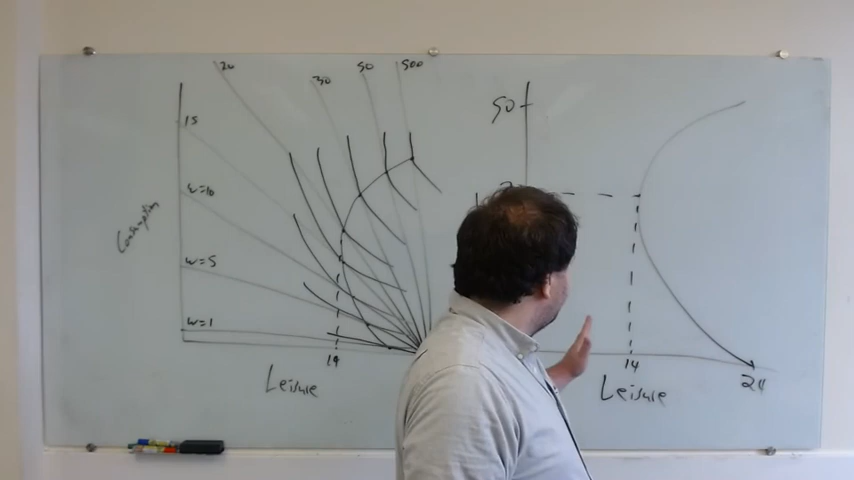 20
30
50
500
15
w=10
w=5
w=1
Consumption
14
Leisure
50
14
Leisure
24